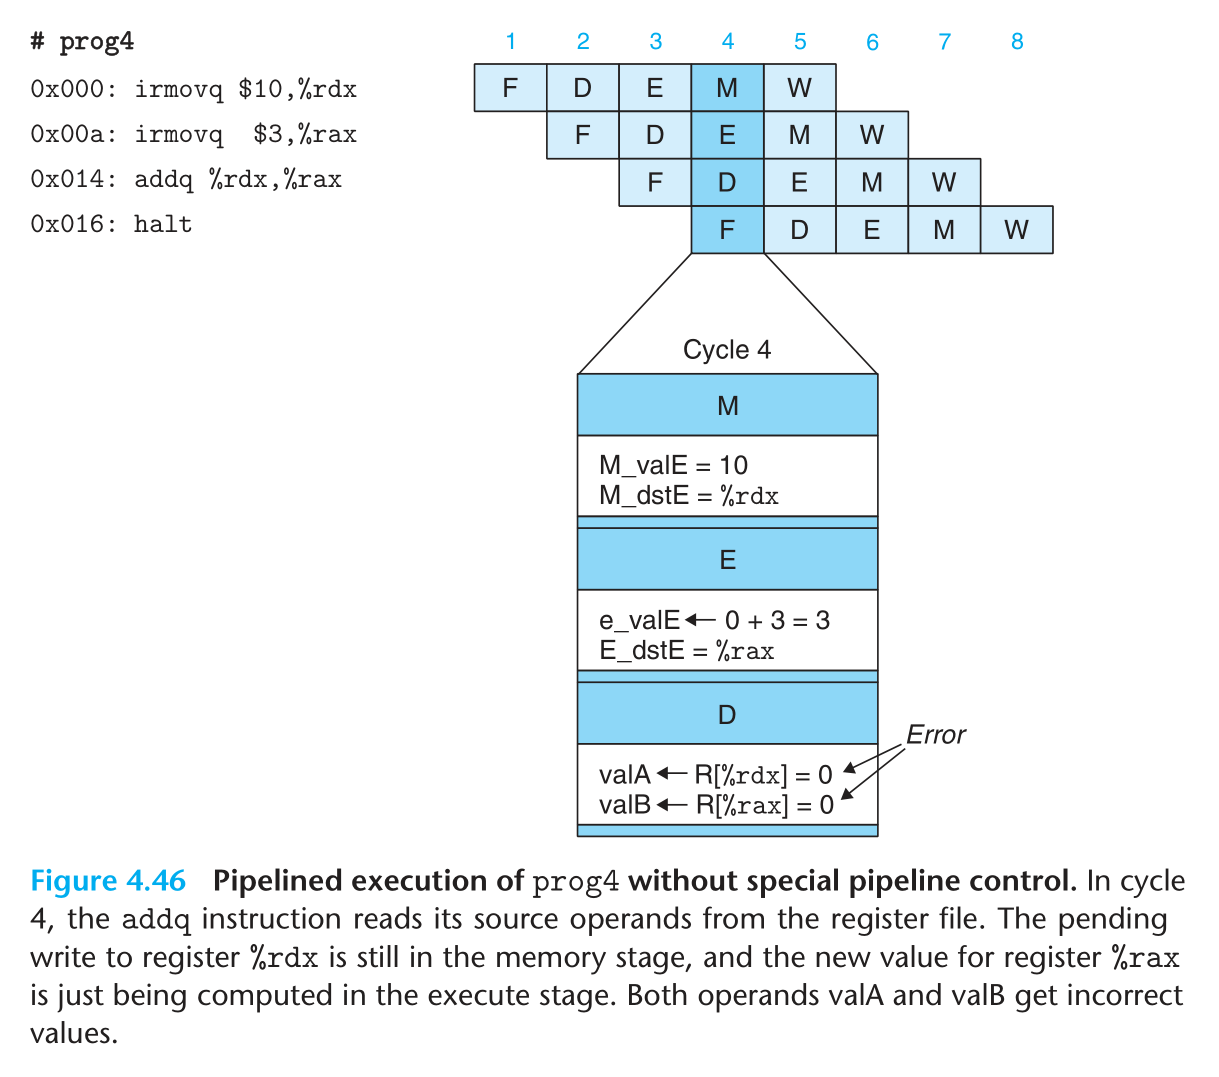 # prog4
1 2 3 4 5 6 7 8
0x000: irmovq $10,%rdx F D E M W
0x00a: irmovq  $3,%rax F D E M W
0x014: addq %rdx,%rax F D E M W
0x016: halt F D E M W
Cycle 4
M
M_valE = 10
M_dstE = %rdx
E
e_valE ← 0 + 3 = 3
E_dstE = %rax
D
Error
valA ← R[%rdx] = 0
valB ← R[%rax] = 0
Figure 4.46 Pipelined execution of prog4 without special pipeline control. In cycle
4, the addq instruction reads its source operands from the register file. The pending
write to register %rdx is still in the memory stage, and the new value for register %rax
is just being computed in the execute stage. Both operands valA and valB get incorrect
values.